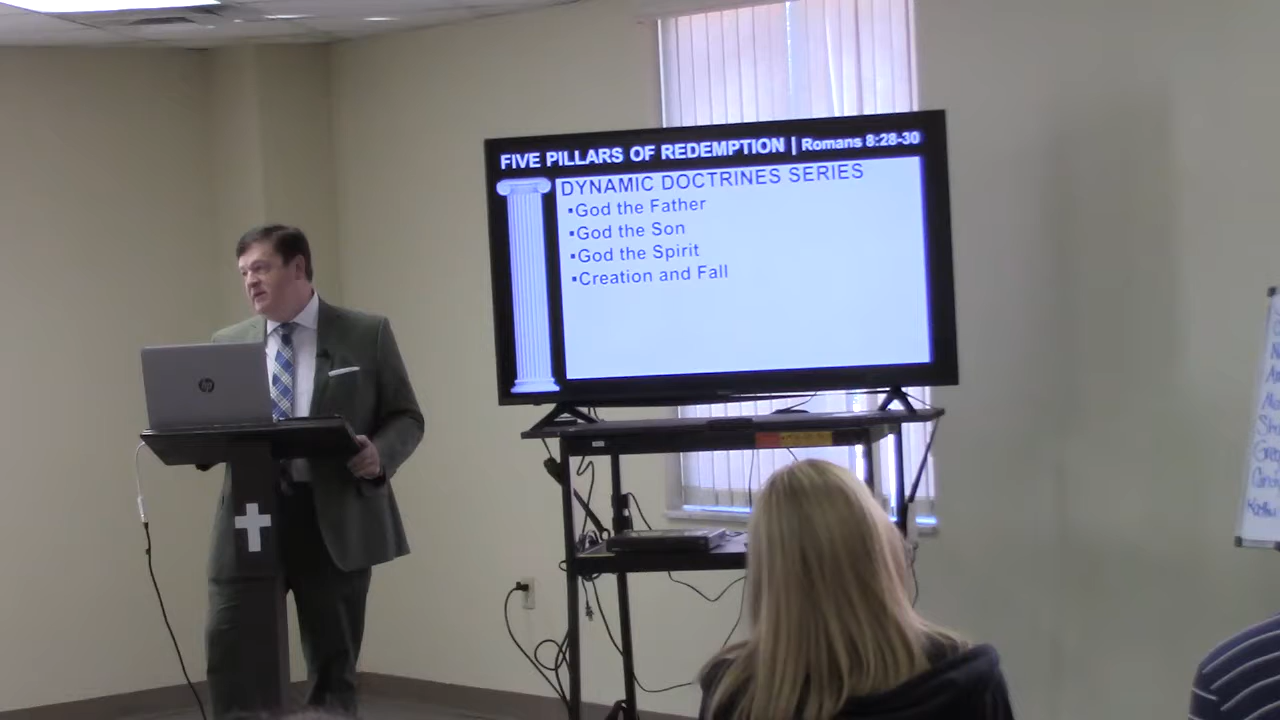 FIVE PILLARS OF REDEMPTION | Romans 8:28-30
DYNAMIC DOCTRINES SERIES
▪God the Father
▪God the Son
▪God the Spirit
▪Creation and Fall
hp